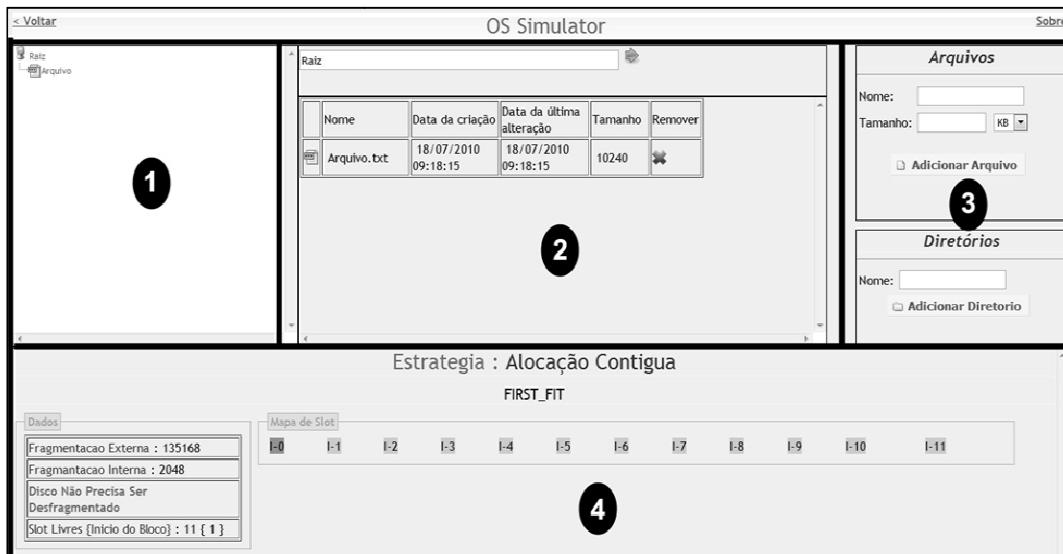 < Voltar
OS Simulator
Sobre
Raiz
Arquivo
1
Raiz
Nome
Data da criação
Data da última alteração
Tamanho
Remover
Arquivo.txt
18/07/2010 09:18:15
18/07/2010 09:18:15
10240
2
Arquivos
Nome:
Tamanho:
KB
Adicionar Arquivo
3
Diretórios
Nome:
Adicionar Diretorio
Estrategia : Alocação Contigua
FIRST_FIT
Dados
Fragmentacao Externa : 135168
Fragmantacao Interna : 2048
Disco Não Precisa Ser
Desfragmentado
Slot Livres {Inicio do Bloco} : 11 { 1 }
Mapa de Slot
I-0 I-1 I-2 I-3 I-4 I-5 I-6 I-7 I-8 I-9 I-10 I-11
4